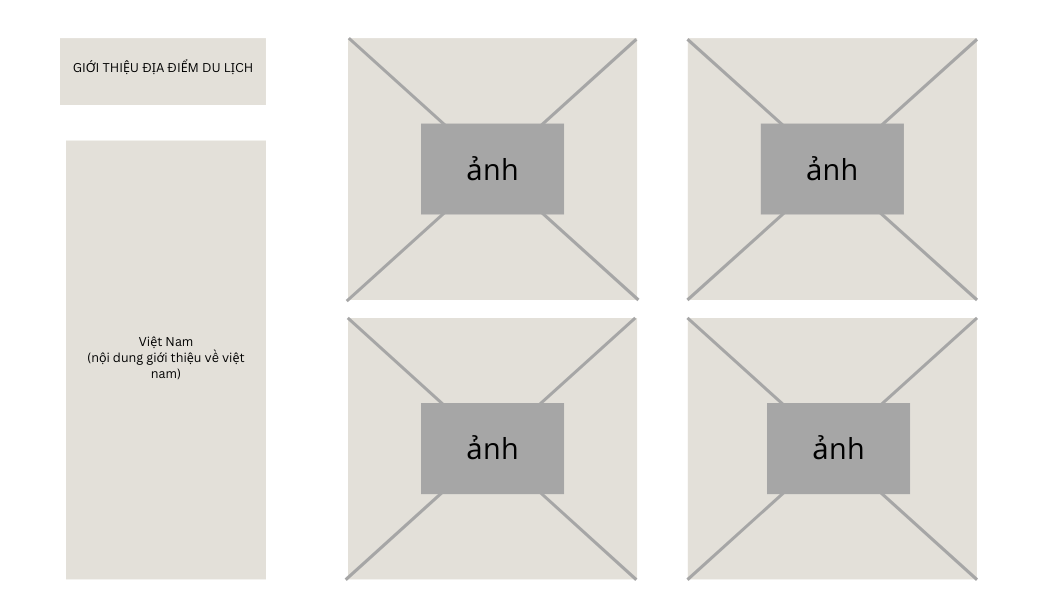 GIỚI THIỆU ĐỊA ĐIỂM DU LỊCH
Việt Nam
(nội dung giới thiệu về việt
nam)
ảnh
ảnh
ảnh
ảnh